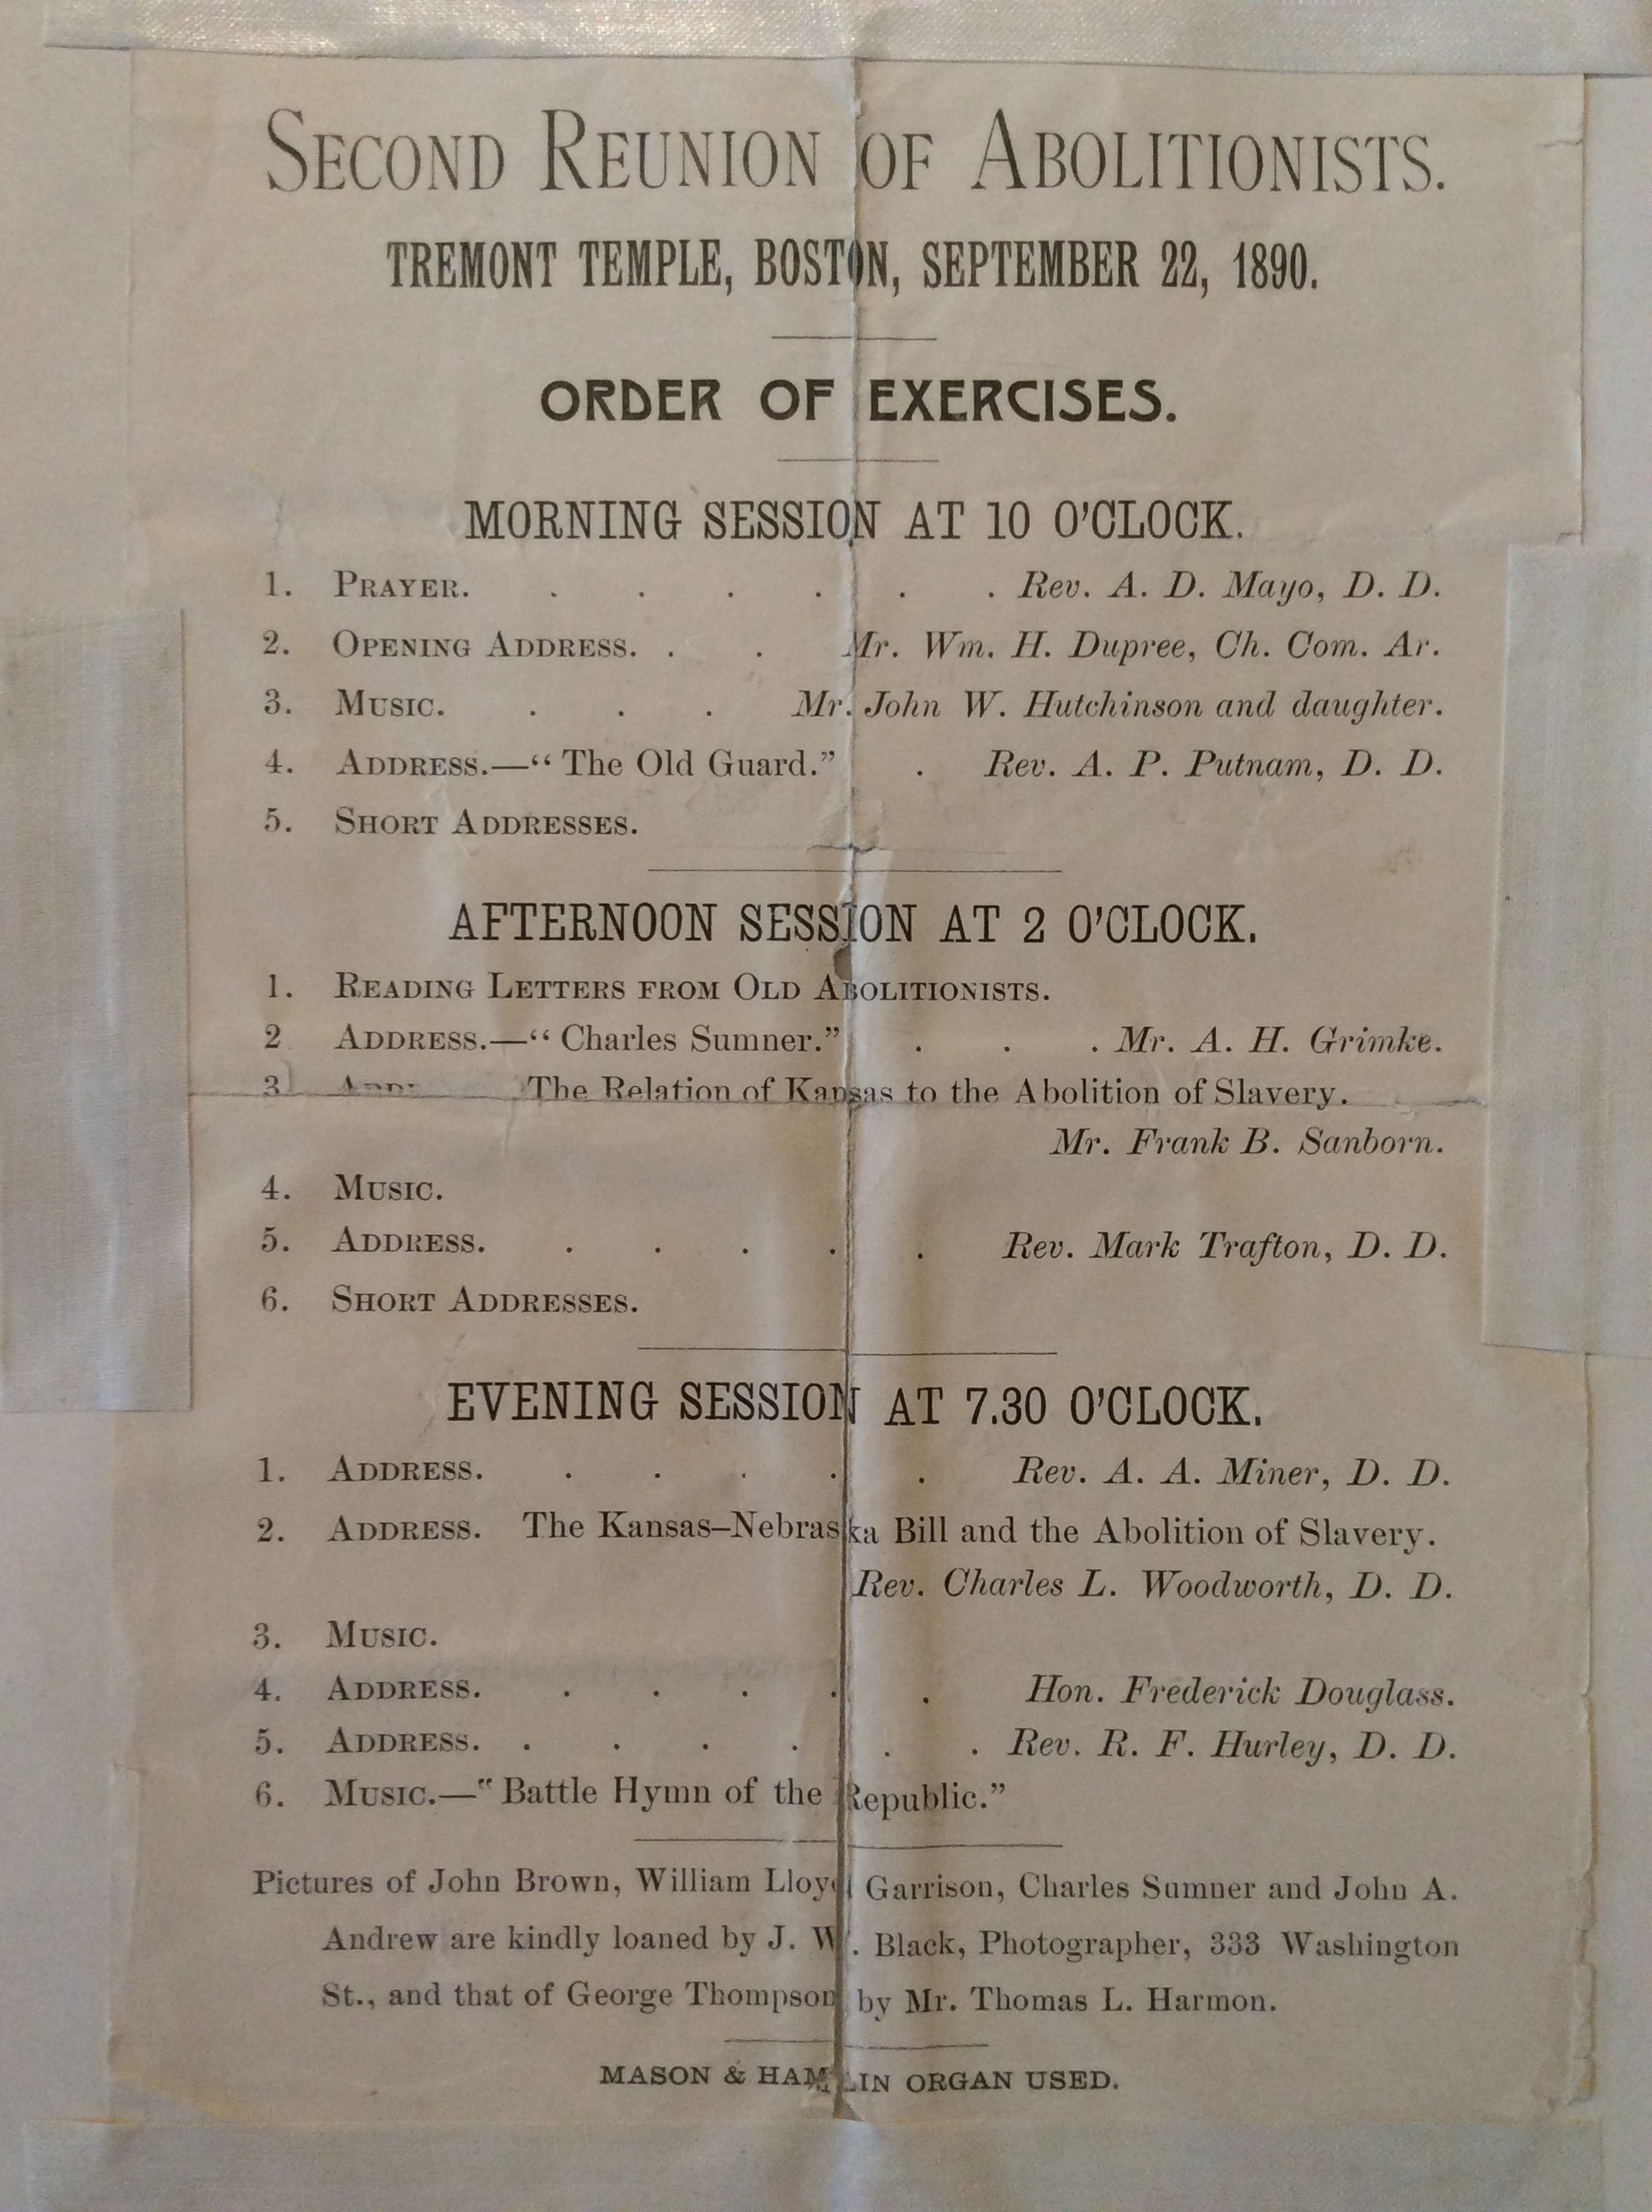 SECOND REUNION OF ABOLITIONISTS.
TREMONT TEMPLE, BOSTON, SEPTEMBER 22, 1890.
ORDER OF EXERCISES.
MORNING SESSION AT 10 O'CLOCK.
1. PRAYER. . . . . . . Rev. A. D. Mayo, D. D.
2. OPENING ADDRESS. . . Mr. Wm. H. Dupree, Ch. Com. Ar.
3. MUSIC. . . . Mr. John W. Hutchinson and daughter.
4. ADDRESS.—“ The Old Guard.” . Rev. A. P. Putnam, D. D.
5. SHORT ADDRESSES.
AFTERNOON SESSION AT 2 O'CLOCK.
1. READING LETTERS FROM OLD ABOLITIONISTS.
2 ADDRESS.—“ Charles Sumner.” . . . Mr. A. H. Grimke.
3 The Relation of Kansas to the Abolition of Slavery.
Mr. Frank B. Sanborn.
4. MUSIC.
5. ADDRESS. . . . . . Rev. Mark Trafton, D. D.
6. SHORT ADDRESSES.
EVENING SESSION AT 7.30 O'CLOCK.
1. ADDRESS. . . . . . Rev. A. A. Miner, D. D.
2. ADDRESS. The Kansas–Nebraska Bill and the Abolition of Slavery.
Rev. Charles L. Woodworth, D. D.
3. MUSIC.
4. ADDRESS. . . . . . Hon. Frederick Douglass.
5. ADDRESS. . . . . . . Rev. R. F. Hurley, D. D.
6. MUSIC.—“ Battle Hymn of the Republic.”
Pictures of John Brown, William Lloyd Garrison, Charles Sumner and John A.
Andrew are kindly loaned by J. W. Black, Photographer, 333 Washington
St., and that of George Thompson by Mr. Thomas L. Harmon.
MASON & HAMLIN ORGAN USED.